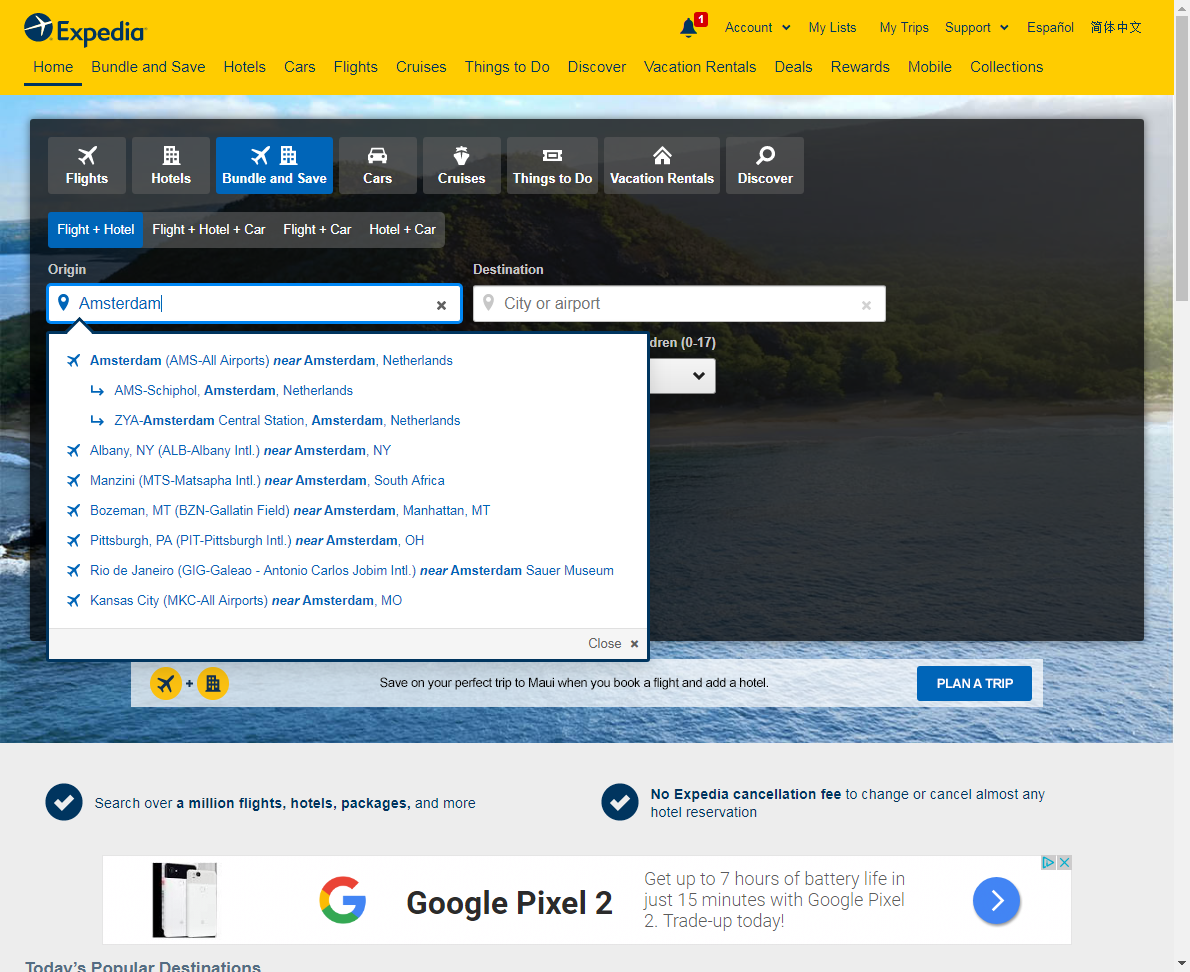 Expedia
1
Account
My Lists
My Trips
Support
Español
简体中文
Home
Bundle and Save
Hotels
Cars
Flights
Cruises
Things to Do
Discover
Vacation Rentals
Deals
Rewards
Mobile
Collections
Flights
Hotels
Bundle and Save
Cars
Cruises
Things to Do
Vacation Rentals
Discover
Flight + Hotel
Flight + Hotel + Car
Flight + Car
Hotel + Car
Origin
Destination
Amsterdam
City or airport
dren (0-17)
Amsterdam (AMS-All Airports) near Amsterdam, Netherlands
AMS-Schiphol, Amsterdam, Netherlands
ZYA-Amsterdam Central Station, Amsterdam, Netherlands
Albany, NY (ALB-Albany Intl.) near Amsterdam, NY
Manzini (MTS-Matsapha Intl.) near Amsterdam, South Africa
Bozeman, MT (BZN-Gallatin Field) near Amsterdam, Manhattan, MT
Pittsburgh, PA (PIT-Pittsburgh Intl.) near Amsterdam, OH
Rio de Janeiro (GIG-Galeao - Antonio Carlos Jobim Intl.) near Amsterdam Sauer Museum
Kansas City (MKC-All Airports) near Amsterdam, MO
Close
+
Save on your perfect trip to Maui when you book a flight and add a hotel.
PLAN A TRIP
Search over a million flights, hotels, packages, and more
No Expedia cancellation fee to change or cancel almost any
hotel reservation
Google Pixel 2
Get up to 7 hours of battery life in
just 15 minutes with Google Pixel
2. Trade-up today!
Today's Popular Destinations